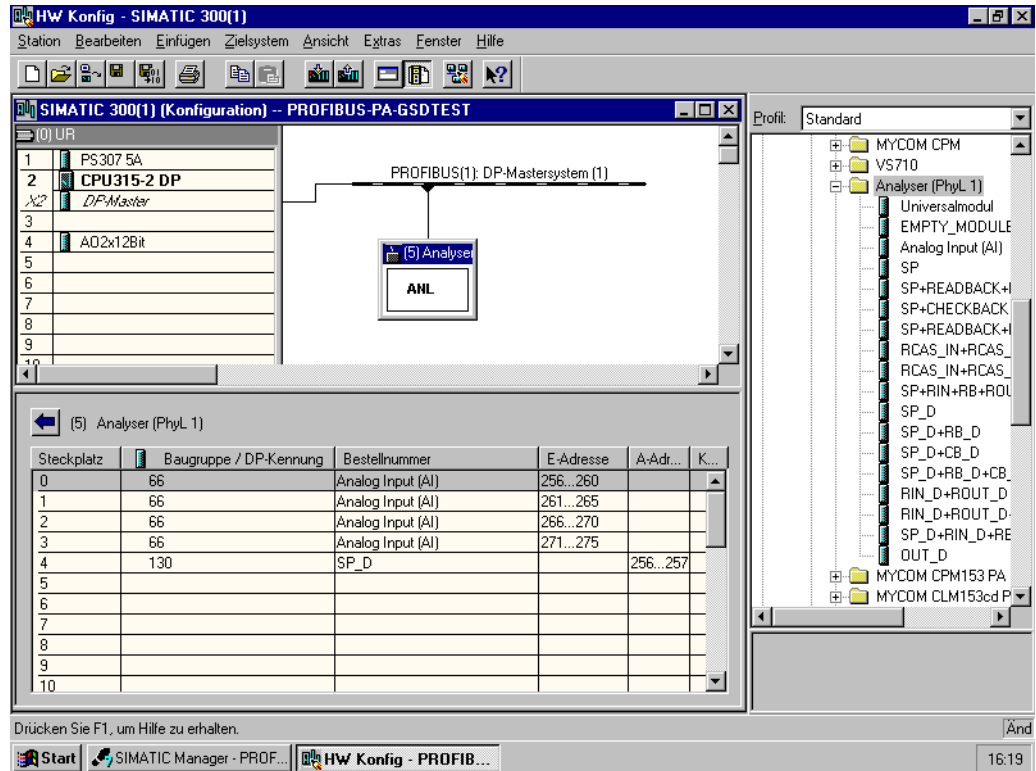 HW Konfig - SIMATIC 300(1)
Station Bearbeiten Einfügen Zielsystem Ansicht Extras Fenster Hilfe
SIMATIC 300(1) (Konfiguration) -- PROFIBUS-PA-GSDTEST
(0) UR
1 PS307 5A
2 CPU315-2 DP
X2 DP-Master
3
4 AO2x12Bit
5
6
7
8
9
10
PROFIBUS(1): DP-Mastersystem (1)
(5) Analyser
ANL
(5) Analyser (PhyL 1)
Steckplatz Baugruppe / DP-Kennung Bestellnummer E-Adresse A-Adr... K...
0 66 Analog Input (AI) 256...260
1 66 Analog Input (AI) 261...265
2 66 Analog Input (AI) 266...270
3 66 Analog Input (AI) 271...275
4 130 SP_D 256...257
5
6
7
8
9
10
Profil: Standard
MYCOM CPM
VS710
Analyser (PhyL 1)
Universalmodul
EMPTY_MODULE
Analog Input (AI)
SP
SP+READBACK+
SP+CHECKBACK
SP+READBACK+
RCAS_IN+RCAS_
RCAS_IN+RCAS_
SP+RIN+RB+ROU
SP_D
SP_D+RB_D
SP_D+CB_D
SP_D+RB_D+CB_
RIN_D+ROUT_D
RIN_D+ROUT_D
SP_D+RIN_D+RE
OUT_D
MYCOM CPM153 PA
MYCOM CLM153cd P
Drücken Sie F1, um Hilfe zu erhalten.
Änd
Start SIMATIC Manager - PROF... HW Konfig - PROFIB... 16:19